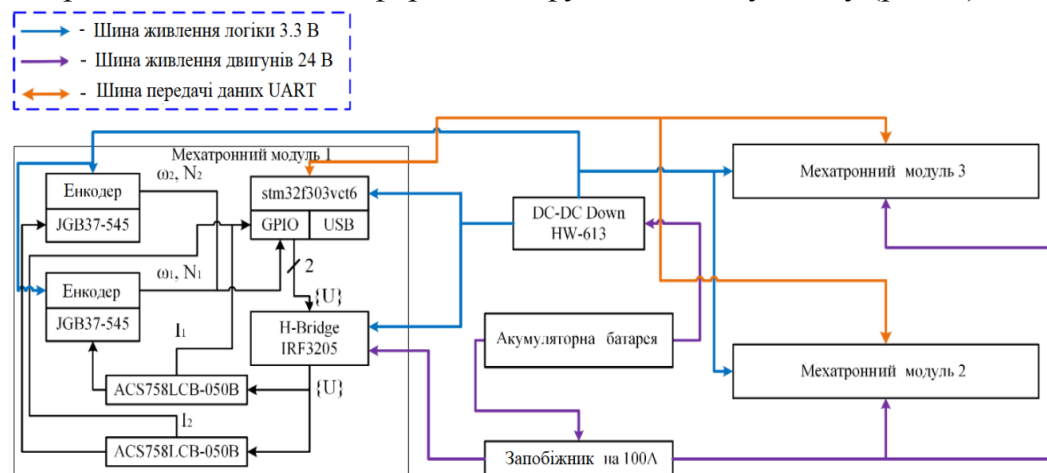 - Шина живлення логіки 3.3 В
- Шина живлення двигунів 24 В
- Шина передачі даних UART
Мехатронний модуль 1
Енкодер
JGB37-545
ω₂, N₂
stm32f303vct6
GPIO
USB
Енкодер
JGB37-545
ω₁, N₁
2
{U}
I₁
H-Bridge
IRF3205
ACS758LCB-050B
{U}
I₂
ACS758LCB-050B
DC-DC Down
HW-613
Акумуляторна батарея
Запобіжник на 100А
Мехатронний модуль 3
Мехатронний модуль 2